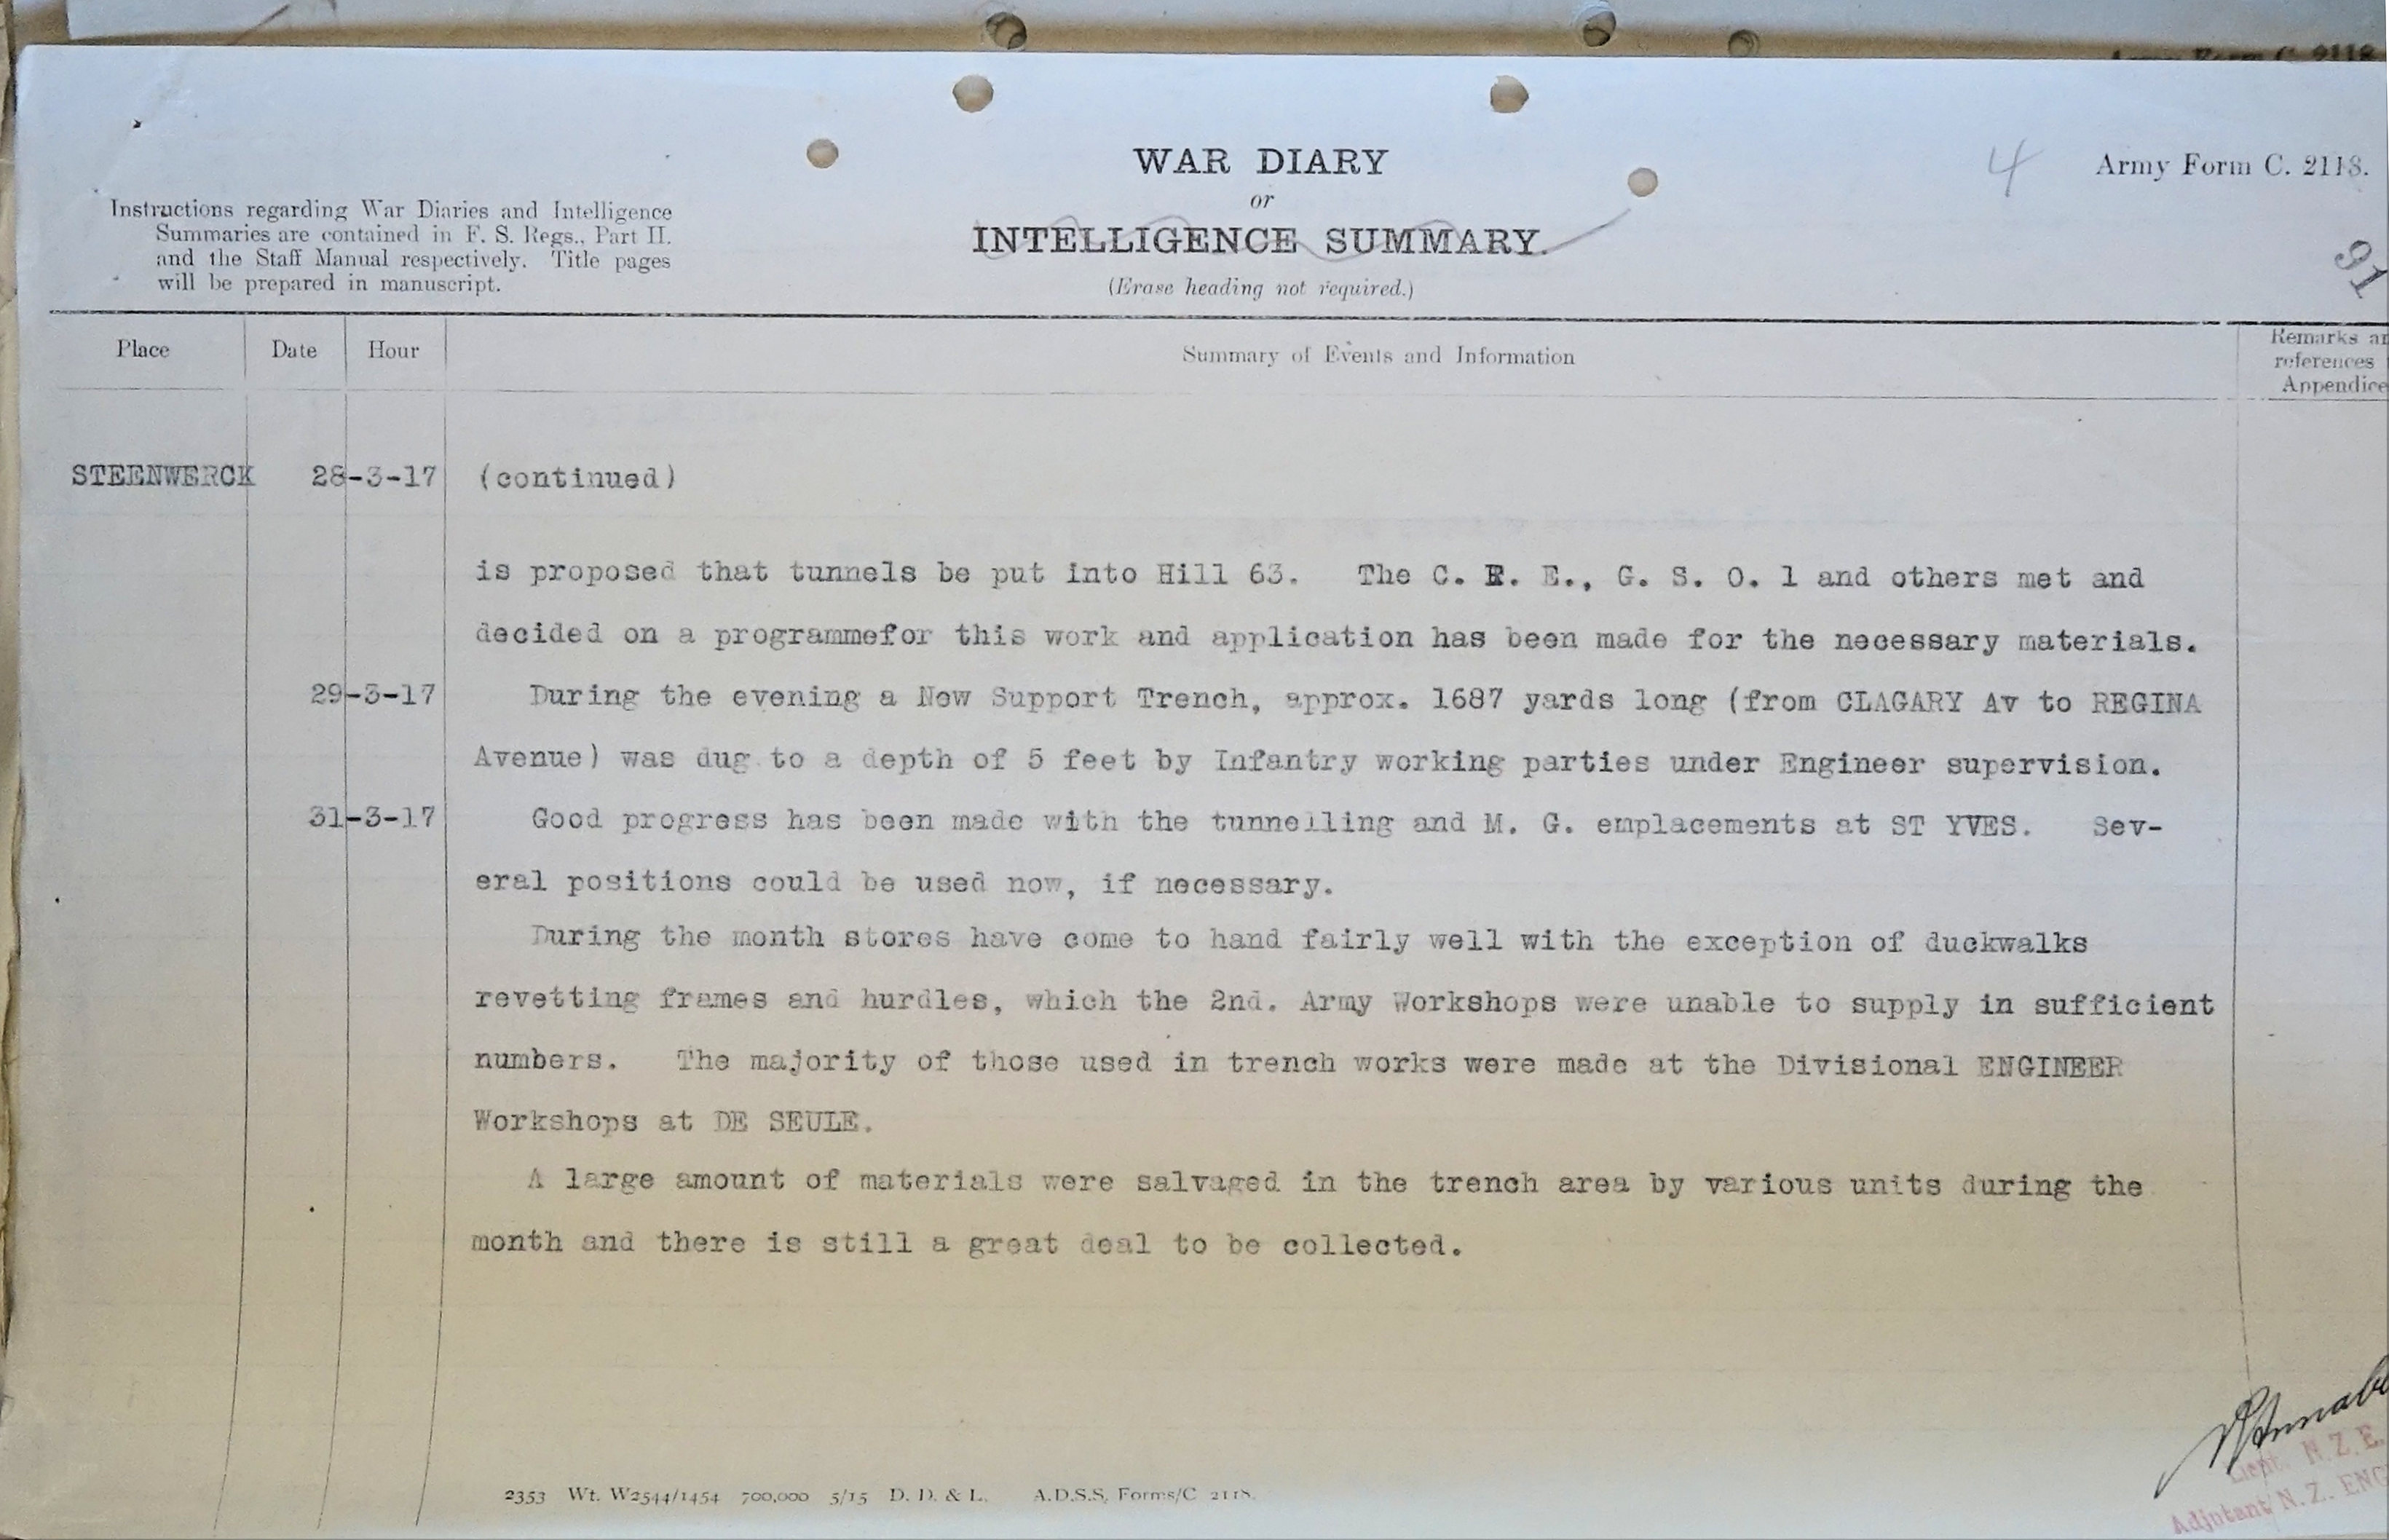 Army Form C. 2118
4
Army Form C. 2118.
91
WAR DIARY
or
INTELLIGENCE SUMMARY.
(Erase heading not required.)
Instructions regarding War Diaries and Intelligence
Summaries are contained in F. S. Regs., Part II.
and the Staff Manual respectively. Title pages
will be prepared in manuscript.
Place Date Hour Summary of Events and Information
Remarks an
references
Appendice
STEENWERCK 28-3-17 (continued)
is proposed that tunnels be put into Hill 63. The C. R. E., G. S. O. 1 and others met and
decided on a programmefor this work and application has been made for the necessary materials.
29-3-17 During the evening a New Support Trench, approx. 1687 yards long (from CLAGARY Av to REGINA
Avenue) was dug to a depth of 5 feet by Infantry working parties under Engineer supervision.
31-3-17 Good progress has been made with the tunnelling and M. G. emplacements at ST YVES. Sev-
eral positions could be used now, if necessary.
During the month stores have come to hand fairly well with the exception of duckwalks
revetting frames and hurdles, which the 2nd. Army Workshops were unable to supply in sufficient
numbers. The majority of those used in trench works were made at the Divisional ENGINEER
Workshops at DE SEULE.
A large amount of materials were salvaged in the trench area by various units during the
month and there is still a great deal to be collected.
Lieut. N.Z.E.
Adjutant N.Z. ENG
2353 Wt. W2544/1454 700,000 5/15 D. D. & L. A.D.S.S. Forms/C 2118.